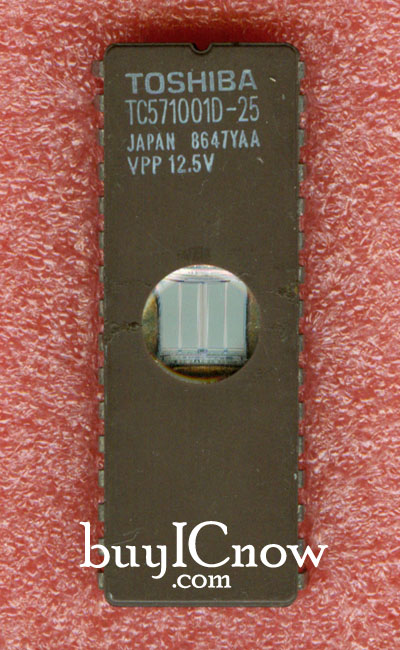 TOSHIBA
TC571001D-25
JAPAN 8647YAA
VPP 12.5V
buyICnow
.com